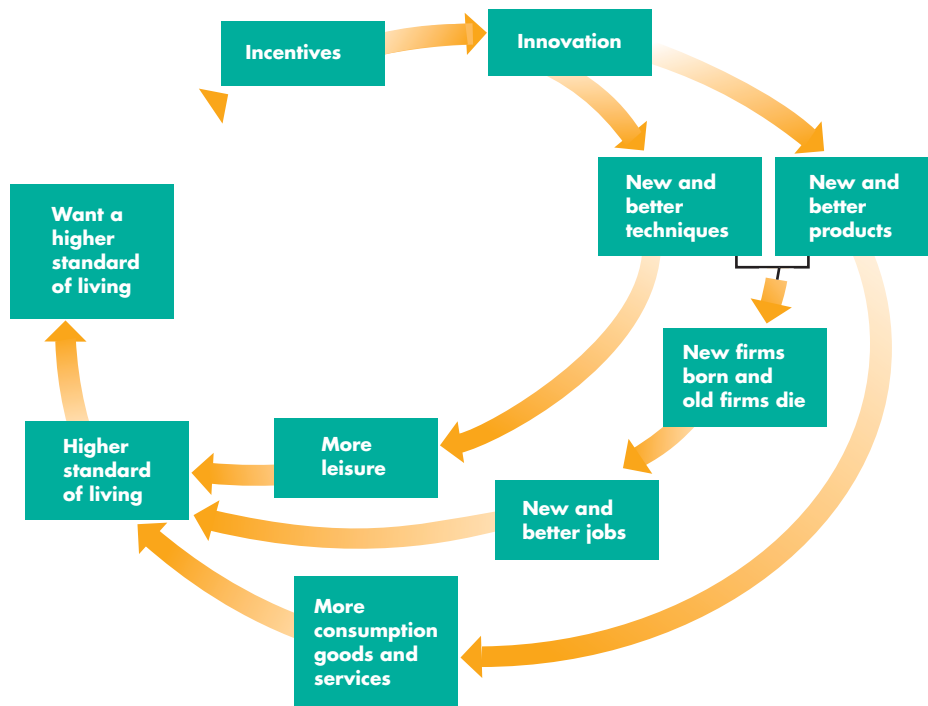 Incentives
Innovation
New and
better
techniques
New and
better
products
Want a
higher
standard
of living
New firms
born and
old firms die
Higher
standard
of living
More
leisure
New and
better jobs
More
consumption
goods and
services